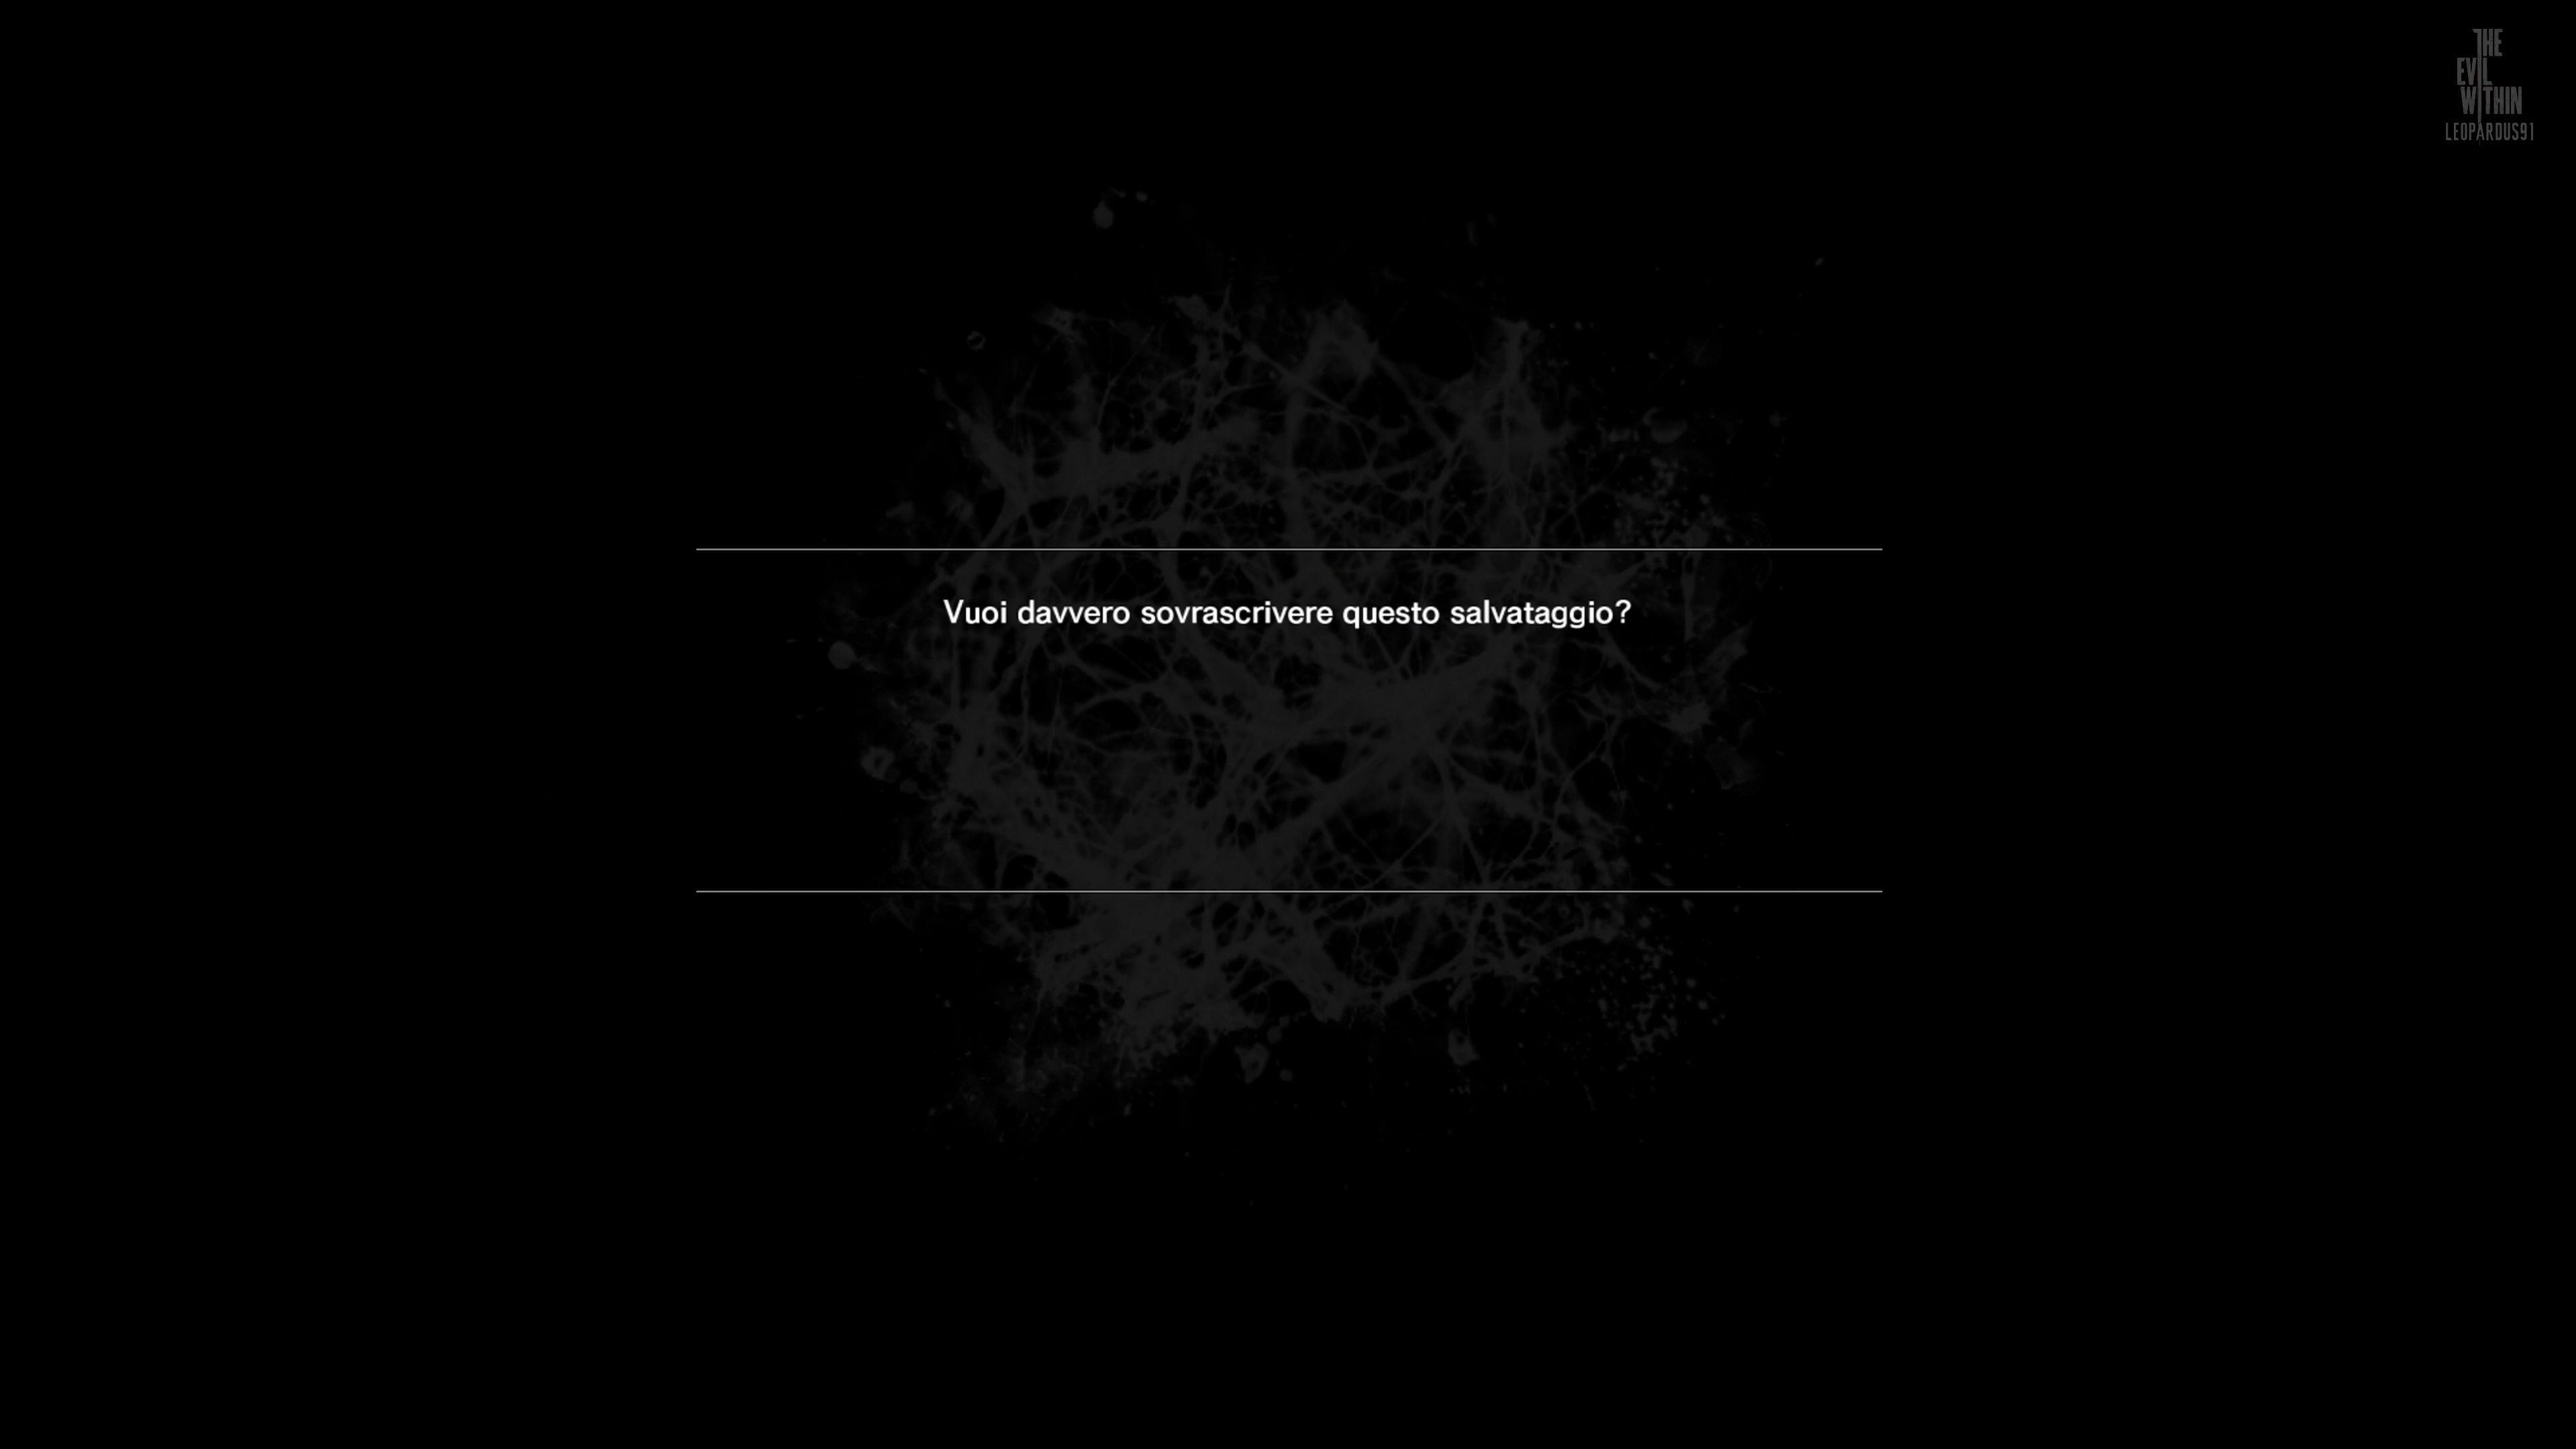 THE
EVIL
WITHIN
LEOPARDUS91
Vuoi davvero sovrascrivere questo salvataggio?